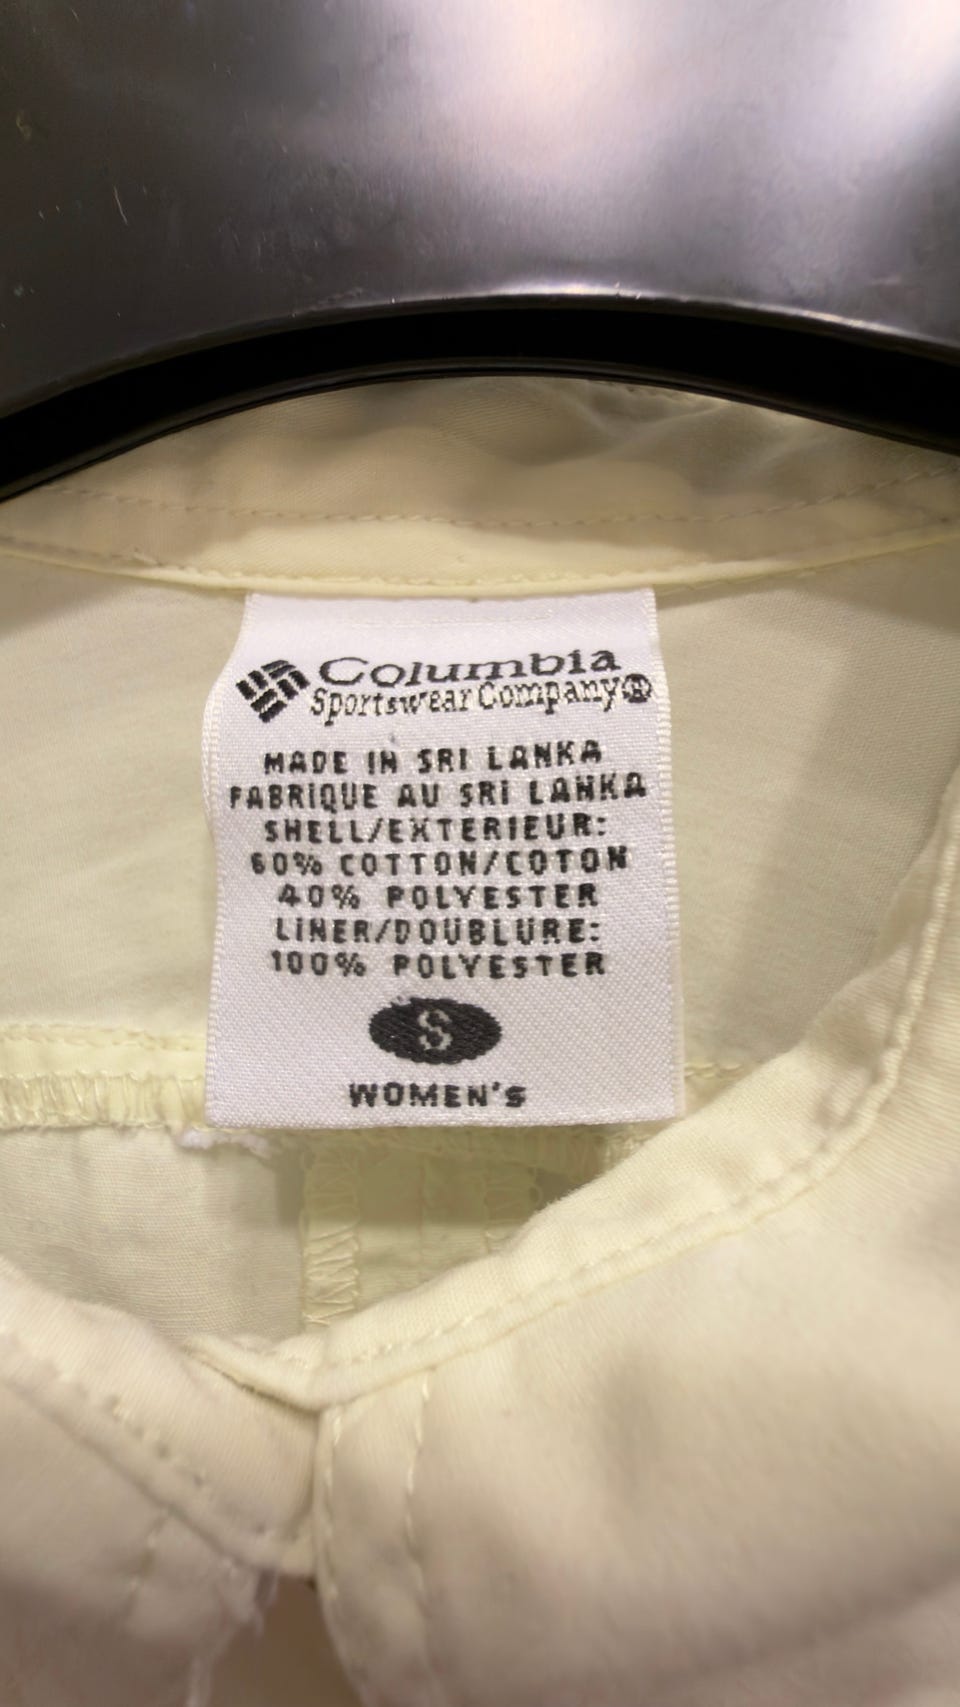 Columbia
Sportswear Company®
MADE IN SRI LANKA
FABRIQUE AU SRI LANKA
SHELL/EXTERIEUR:
60% COTTON/COTON
40% POLYESTER
LINER/DOUBLURE:
100% POLYESTER
S
WOMEN'S